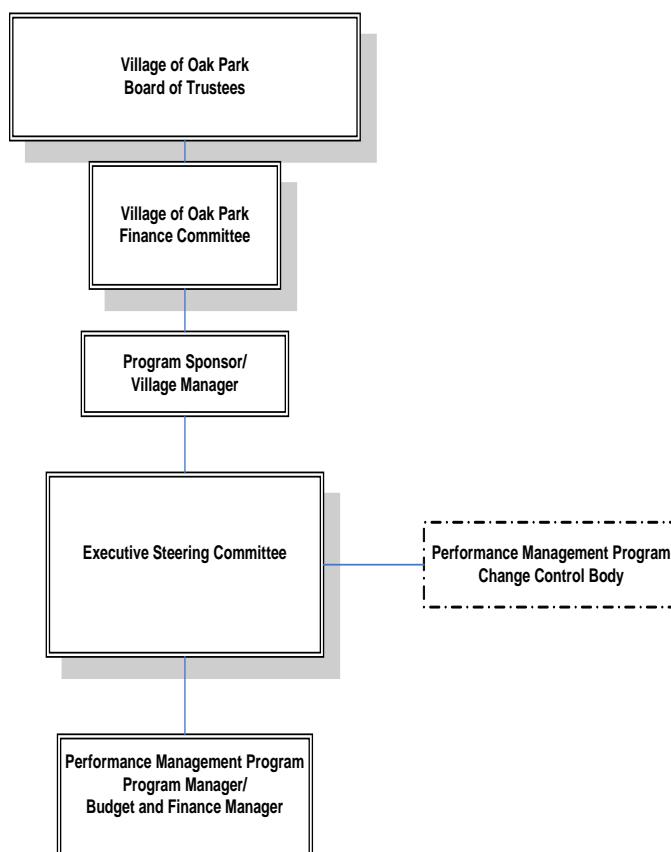 Village of Oak Park
Board of Trustees
Village of Oak Park
Finance Committee
Program Sponsor/
Village Manager
Executive Steering Committee
Performance Management Program
Change Control Body
Performance Management Program
Program Manager/
Budget and Finance Manager